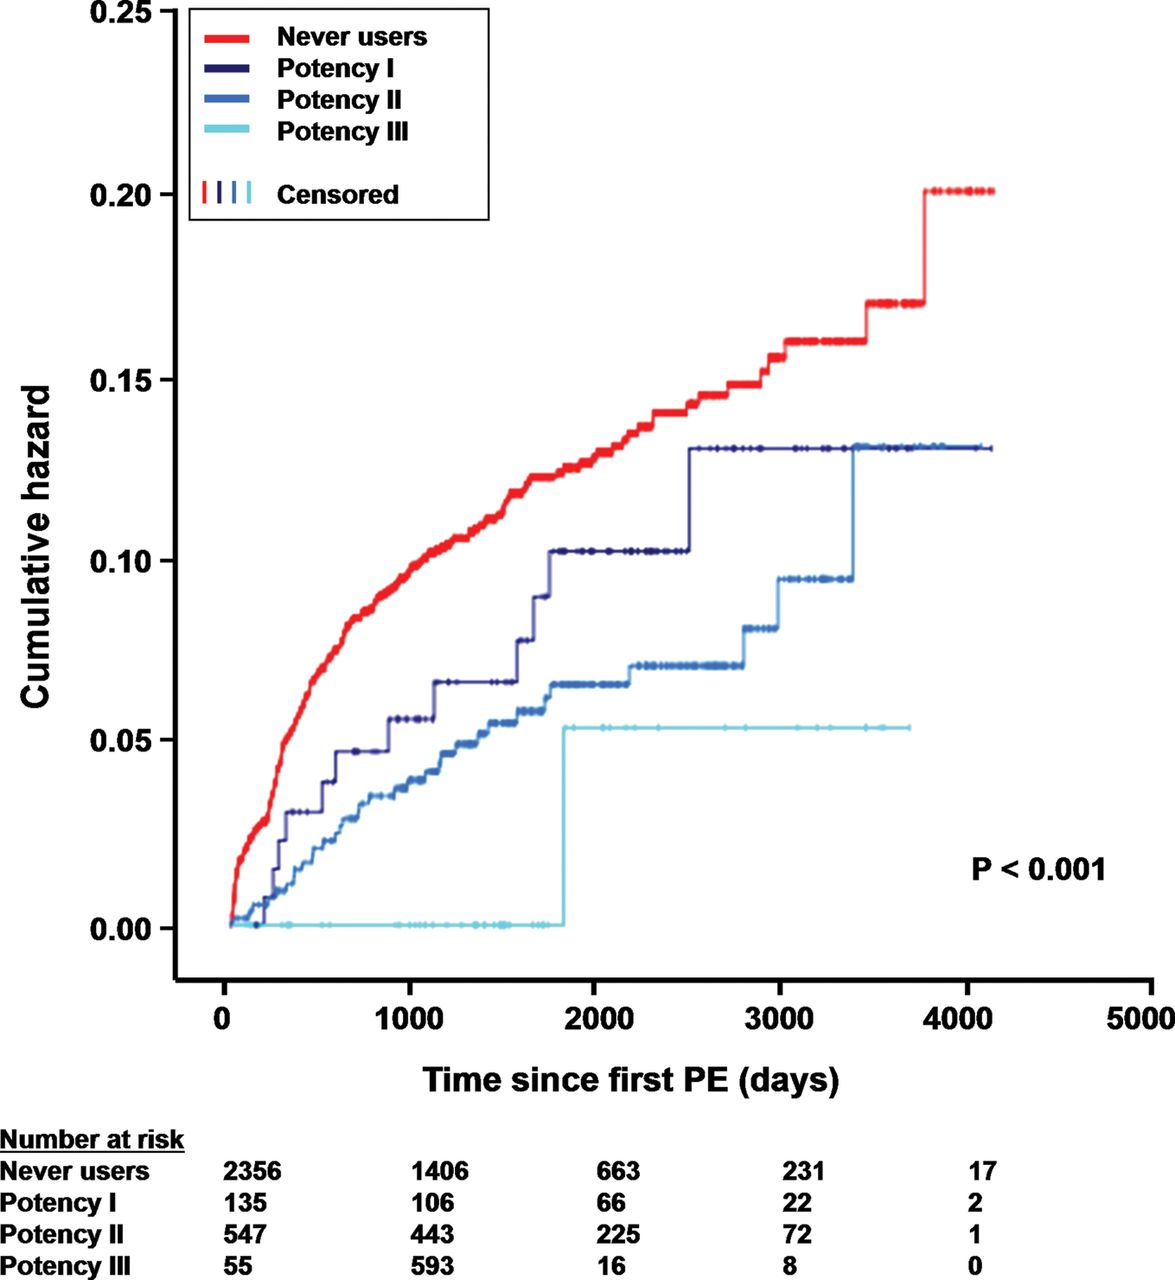 0.25
0.20
0.15
0.10
0.05
0.00
Cumulative hazard
Never users
Potency I
Potency II
Potency III
Censored
P < 0.001
0 1000 2000 3000 4000 5000
Time since first PE (days)
Number at risk
Never users 2356 1406 663 231 17
Potency I 135 106 66 22 2
Potency II 547 443 225 72 1
Potency III 55 593 16 8 0